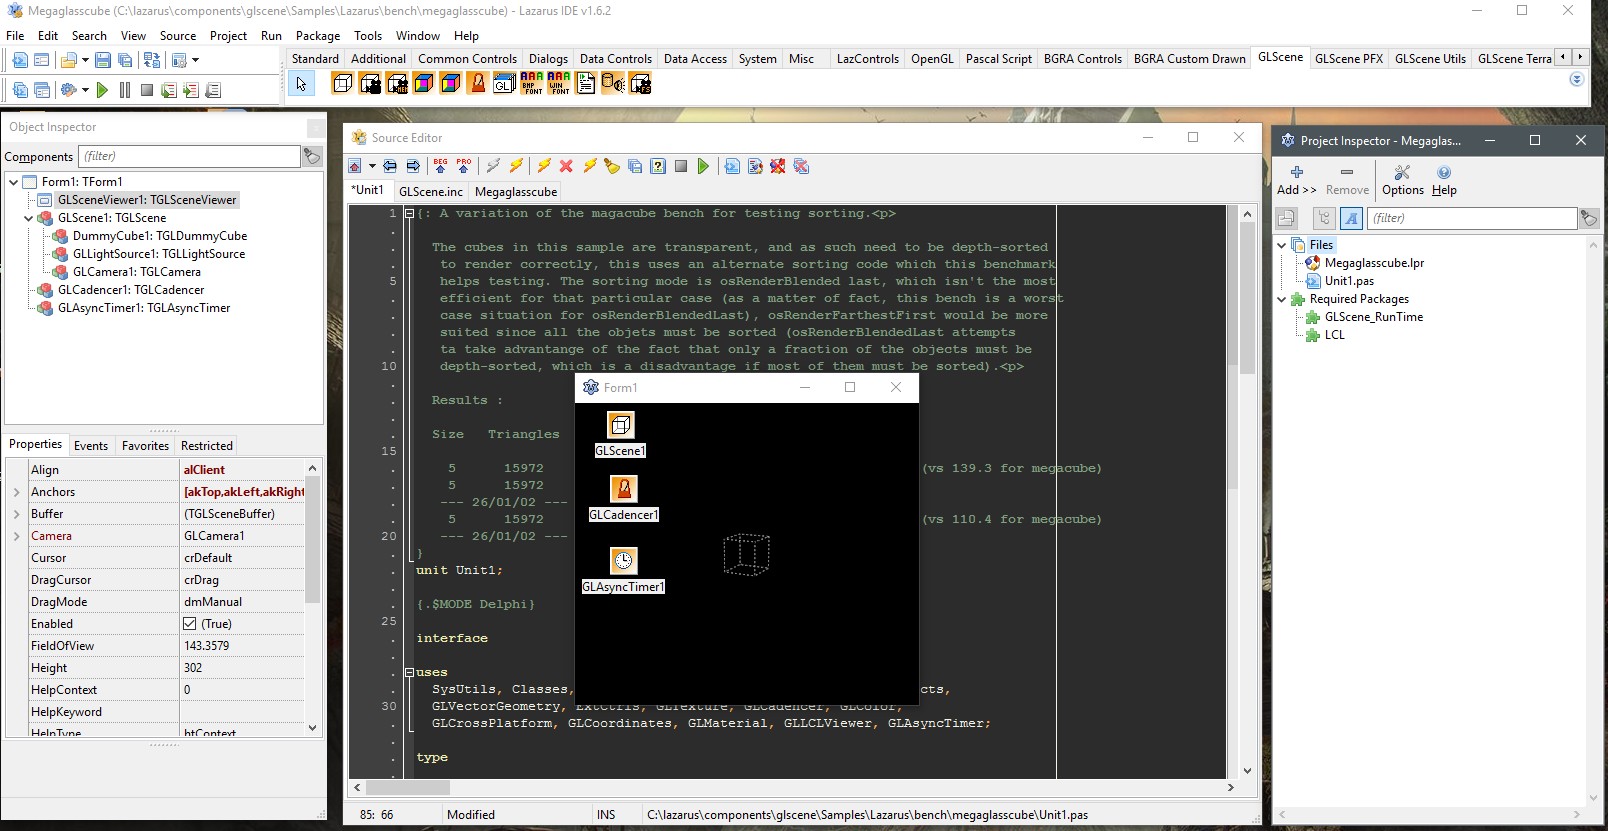 Megaglasscube (C:\lazarus\components\glscene\Samples\Lazarus\bench\megaglasscube) - Lazarus IDE v1.6.2
File Edit Search View Source Project Run Package Tools Window Help
Standard Additional Common Controls Dialogs Data Controls Data Access System Misc LazControls OpenGL Pascal Script BGRA Controls BGRA Custom Drawn GLScene GLScene PFX GLScene Utils GLScene Terra
Object Inspector
Components (filter)
Form1: TForm1
GLSceneViewer1: TGLSceneViewer
GLScene1: TGLScene
DummyCube1: TGLDummyCube
GLLightSource1: TGLLightSource
GLCamera1: TGLCamera
GLCadencer1: TGLCadencer
GLAsyncTimer1: TGLAsyncTimer
Properties Events Favorites Restricted
Align alClient
Anchors [akTop,akLeft,akRight
Buffer (TGLSceneBuffer)
Camera GLCamera1
Cursor crDefault
DragCursor crDrag
DragMode dmManual
Enabled (True)
FieldOfView 143.3579
Height 302
HelpContext 0
HelpKeyword
HelpType htContext
Source Editor
BEG PRO
*Unit1 GLScene.inc Megaglasscube
1 {: A variation of the magacube bench for testing sorting.<p>
The cubes in this sample are transparent, and as such need to be depth-sorted
to render correctly, this uses an alternate sorting code which this benchmark
5 helps testing. The sorting mode is osRenderBlended last, which isn't the most
efficient for that particular case (as a matter of fact, this bench is a worst
case situation for osRenderBlendedLast), osRenderFarthestFirst would be more
suited since all the objets must be sorted (osRenderBlendedLast attempts
ta take advantange of the fact that only a fraction of the objects must be
10 depth-sorted, which is a disadvantage if most of them must be sorted).<p>
Results :
Size Triangles
15
5 15972 (vs 139.3 for megacube)
5 15972
--- 26/01/02 ---
5 15972 (vs 110.4 for megacube)
20 --- 26/01/02 ---
}
unit Unit1;
{.$MODE Delphi}
25
interface
uses
SysUtils, Classes, cts,
30 GLVectorGeometry, ExtCtrls, GLTexture, GLCadencer, GLColor,
GLCrossPlatform, GLCoordinates, GLMaterial, GLLCLViewer, GLAsyncTimer;
type
85: 66 Modified INS C:\lazarus\components\glscene\Samples\Lazarus\bench\megaglasscube\Unit1.pas
Form1
GLScene1
GLCadencer1
GLAsyncTimer1
Project Inspector - Megaglas...
Add >> Remove Options Help
(filter)
Files
Megaglasscube.lpr
Unit1.pas
Required Packages
GLScene_RunTime
LCL